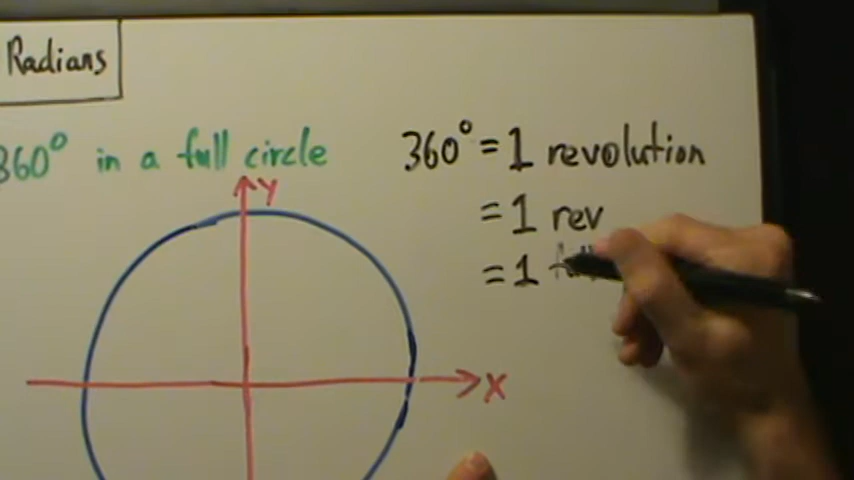 Radians
360° in a full circle
360° = 1 revolution
= 1 rev
= 1
Y
X